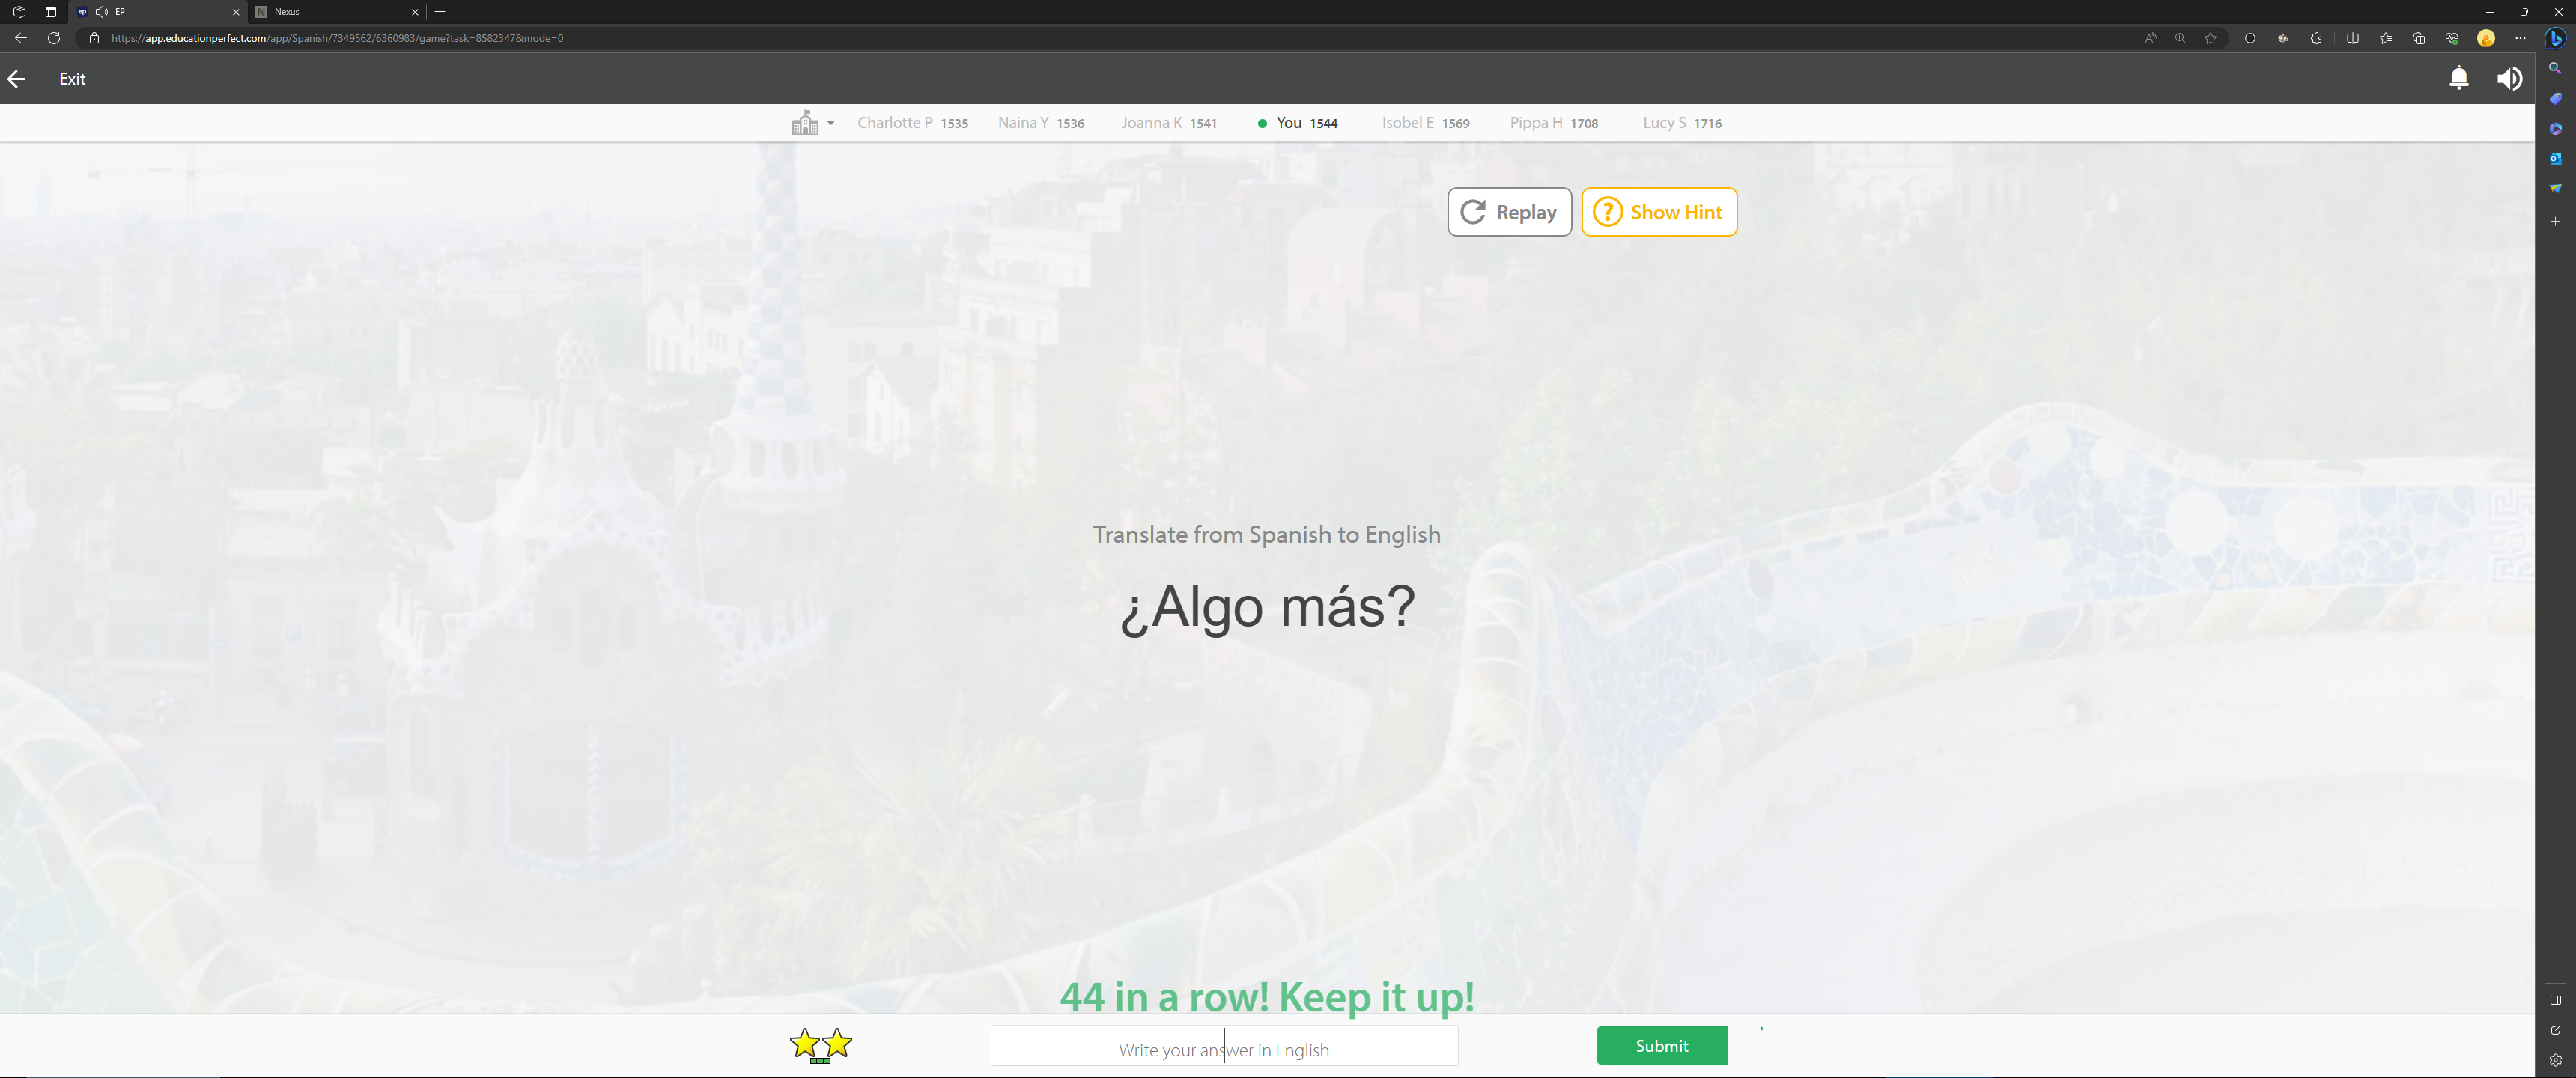 EP
Nexus
https://app.educationperfect.com/app/Spanish/7349562/6360983/game?task=8582347&mode=0
Exit
Charlotte P 1535 Naina Y 1536 Joanna K 1541 You 1544 Isobel E 1569 Pippa H 1708 Lucy S 1716
Replay ? Show Hint
Translate from Spanish to English
¿Algo más?
44 in a row! Keep it up!
Write your answer in English
Submit